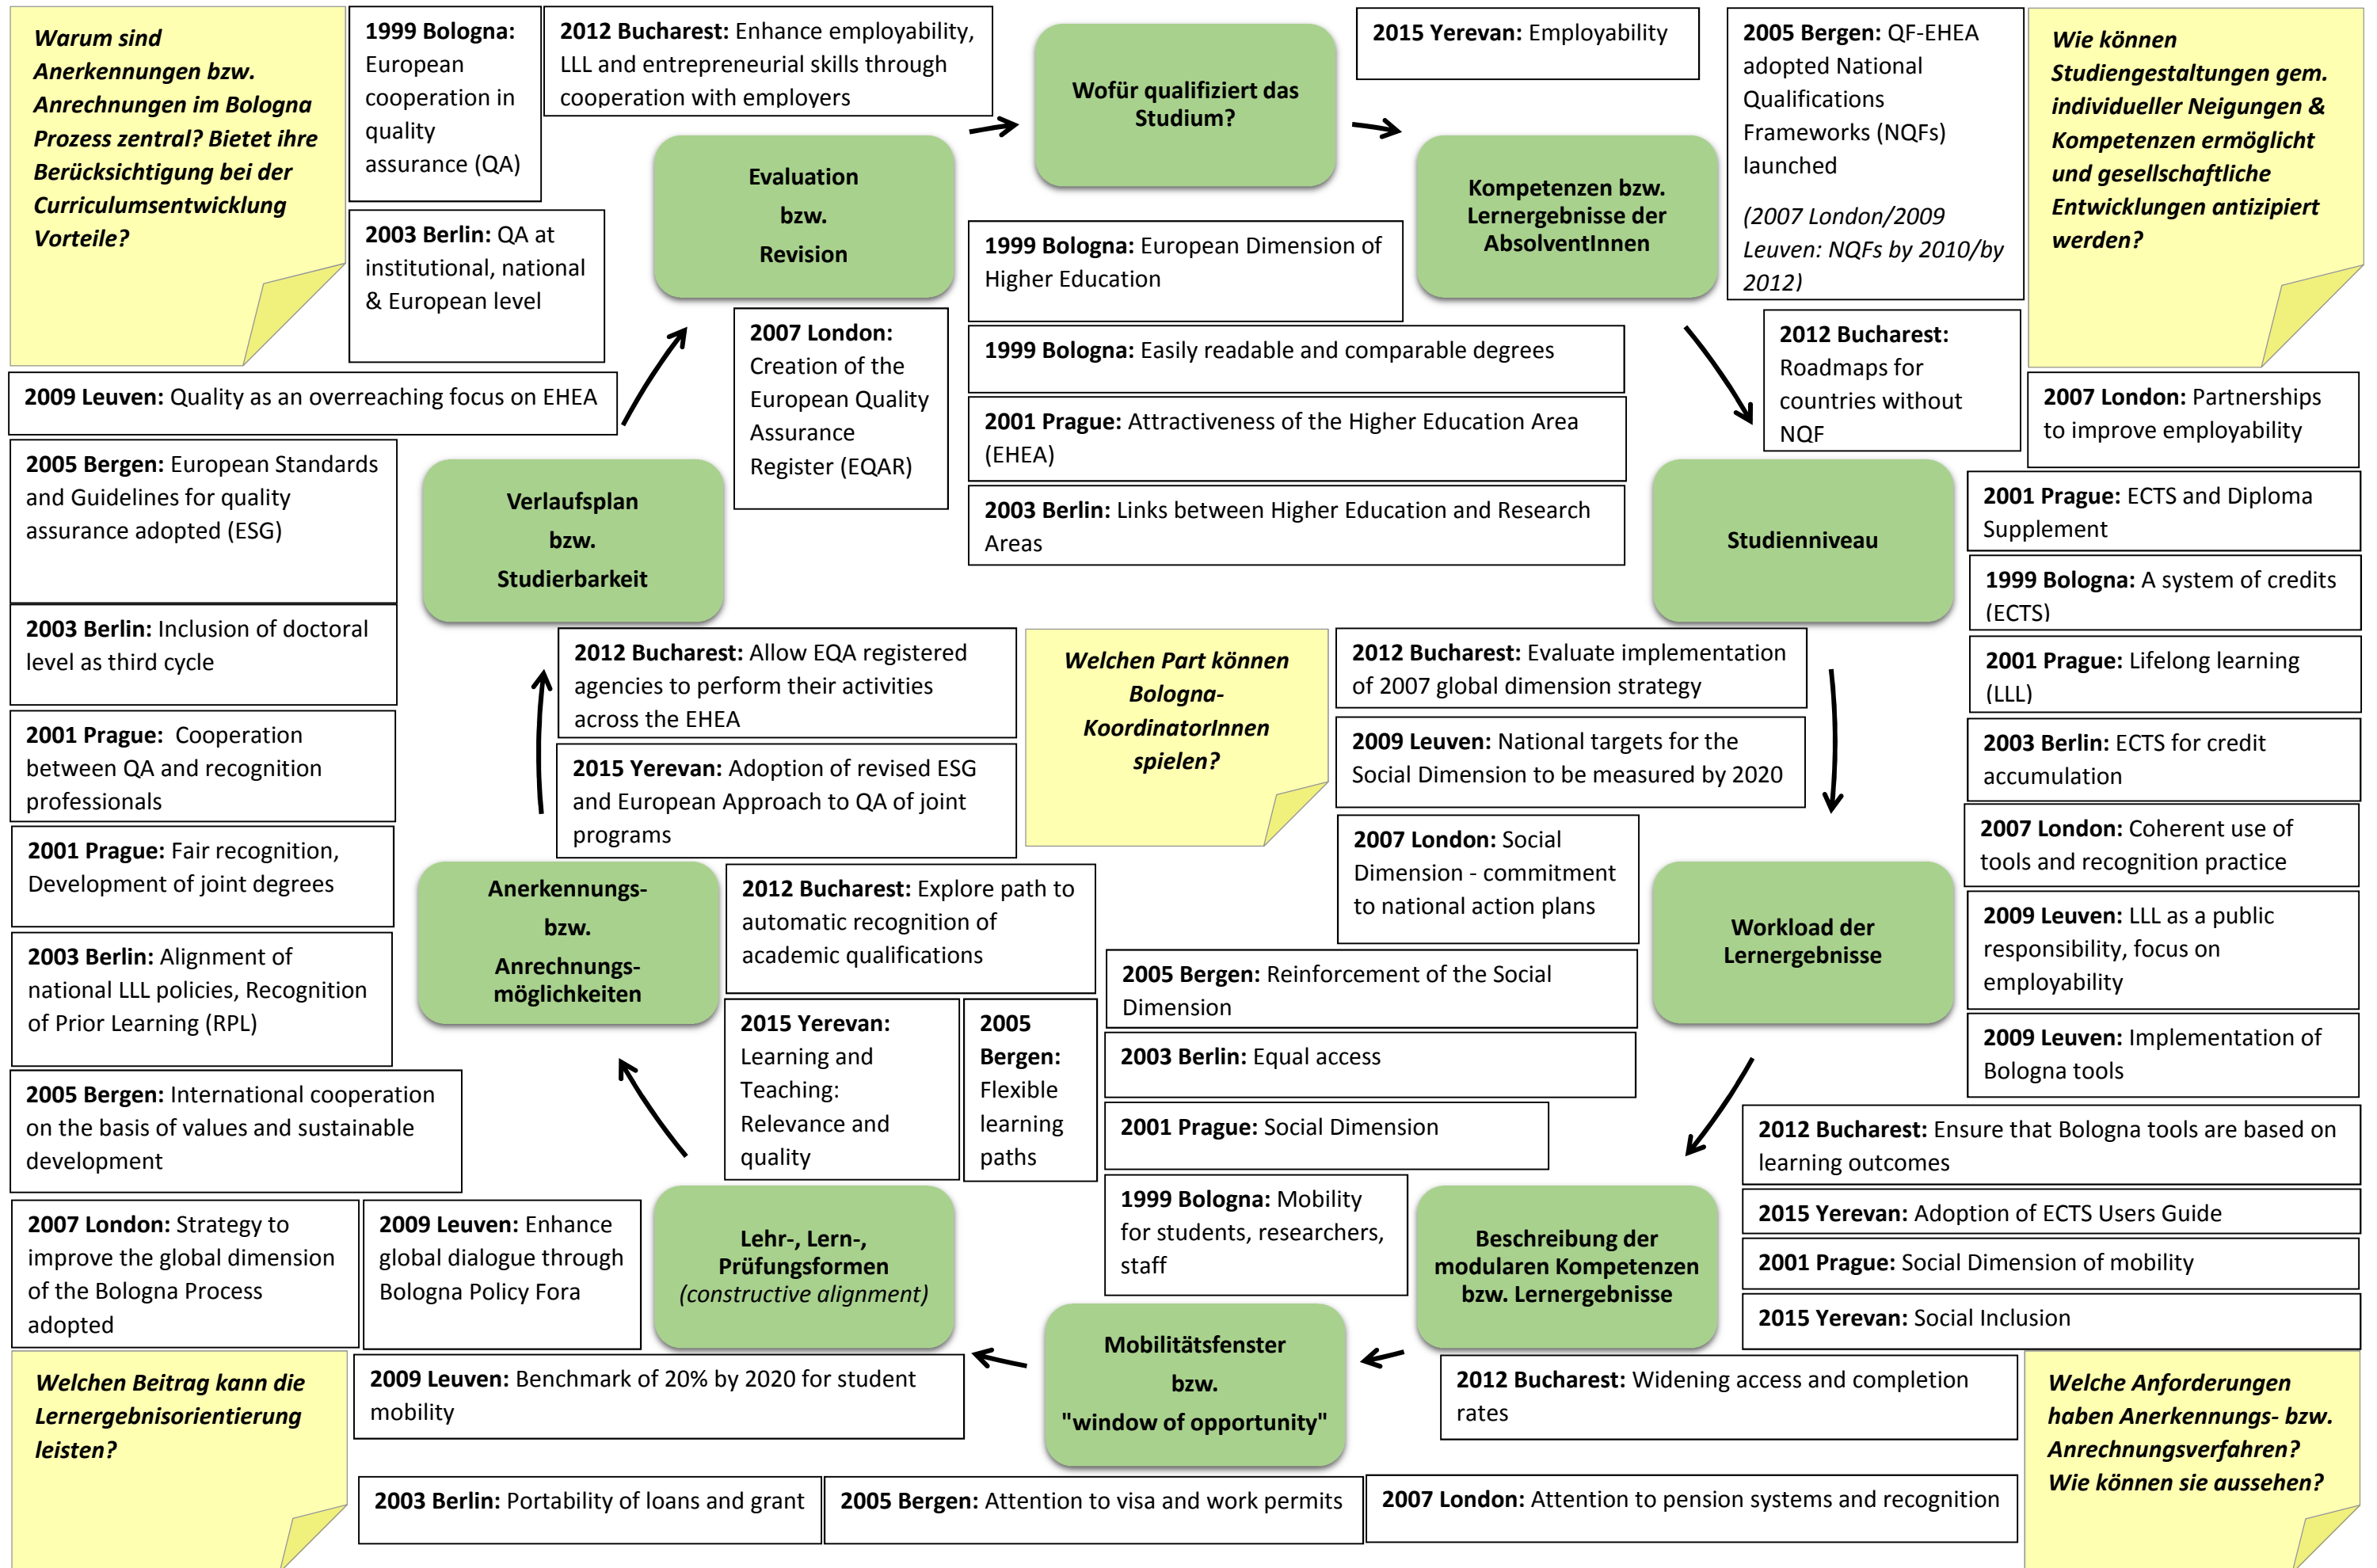 Warum sind
Anerkennungen bzw.
Anrechnungen im Bologna
Prozess zentral? Bietet ihre
Berücksichtigung bei der
Curriculumsentwicklung
Vorteile?
1999 Bologna:
European
cooperation in
quality
assurance (QA)
2012 Bucharest: Enhance employability,
LLL and entrepreneurial skills through
cooperation with employers
Wofür qualifiziert das
Studium?
2015 Yerevan: Employability
2005 Bergen: QF-EHEA
adopted National
Qualifications
Frameworks (NQFs)
launched
(2007 London/2009
Leuven: NQFs by 2010/by
2012)
Wie können
Studiengestaltungen gem.
individueller Neigungen &
Kompetenzen ermöglicht
und gesellschaftliche
Entwicklungen antizipiert
werden?
Evaluation
bzw.
Revision
Kompetenzen bzw.
Lernergebnisse der
AbsolventInnen
2003 Berlin: QA at
institutional, national
& European level
1999 Bologna: European Dimension of
Higher Education
2007 London:
Creation of the
European Quality
Assurance
Register (EQAR)
1999 Bologna: Easily readable and comparable degrees
2012 Bucharest:
Roadmaps for
countries without
NQF
2009 Leuven: Quality as an overreaching focus on EHEA
2007 London: Partnerships
to improve employability
2001 Prague: Attractiveness of the Higher Education Area
(EHEA)
2005 Bergen: European Standards
and Guidelines for quality
assurance adopted (ESG)
Verlaufsplan
bzw.
Studierbarkeit
2003 Berlin: Links between Higher Education and Research
Areas
Studienniveau
2001 Prague: ECTS and Diploma
Supplement
1999 Bologna: A system of credits
(ECTS)
2003 Berlin: Inclusion of doctoral
level as third cycle
2012 Bucharest: Allow EQA registered
agencies to perform their activities
across the EHEA
Welchen Part können
Bologna-
KoordinatorInnen
spielen?
2012 Bucharest: Evaluate implementation
of 2007 global dimension strategy
2001 Prague: Lifelong learning
(LLL)
2001 Prague:  Cooperation
between QA and recognition
professionals
2015 Yerevan: Adoption of revised ESG
and European Approach to QA of joint
programs
2009 Leuven: National targets for the
Social Dimension to be measured by 2020
2003 Berlin: ECTS for credit
accumulation
2001 Prague: Fair recognition,
Development of joint degrees
2007 London: Social
Dimension - commitment
to national action plans
2007 London: Coherent use of
tools and recognition practice
Anerkennungs-
bzw.
Anrechnungs-
möglichkeiten
2012 Bucharest: Explore path to
automatic recognition of
academic qualifications
Workload der
Lernergebnisse
2009 Leuven: LLL as a public
responsibility, focus on
employability
2003 Berlin: Alignment of
national LLL policies, Recognition
of Prior Learning (RPL)
2005 Bergen: Reinforcement of the Social
Dimension
2015 Yerevan:
Learning and
Teaching:
Relevance and
quality
2005
Bergen:
Flexible
learning
paths
2003 Berlin: Equal access
2009 Leuven: Implementation of
Bologna tools
2005 Bergen: International cooperation
on the basis of values and sustainable
development
2001 Prague: Social Dimension
2012 Bucharest: Ensure that Bologna tools are based on
learning outcomes
2007 London: Strategy to
improve the global dimension
of the Bologna Process
adopted
2009 Leuven: Enhance
global dialogue through
Bologna Policy Fora
Lehr-, Lern-,
Prüfungsformen
(constructive alignment)
1999 Bologna: Mobility
for students, researchers,
staff
Beschreibung der
modularen Kompetenzen
bzw. Lernergebnisse
2015 Yerevan: Adoption of ECTS Users Guide
2001 Prague: Social Dimension of mobility
2015 Yerevan: Social Inclusion
Mobilitätsfenster
bzw.
"window of opportunity"
Welchen Beitrag kann die
Lernergebnisorientierung
leisten?
2009 Leuven: Benchmark of 20% by 2020 for student
mobility
2012 Bucharest: Widening access and completion
rates
Welche Anforderungen
haben Anerkennungs- bzw.
Anrechnungsverfahren?
Wie können sie aussehen?
2003 Berlin: Portability of loans and grant
2005 Bergen: Attention to visa and work permits
2007 London: Attention to pension systems and recognition